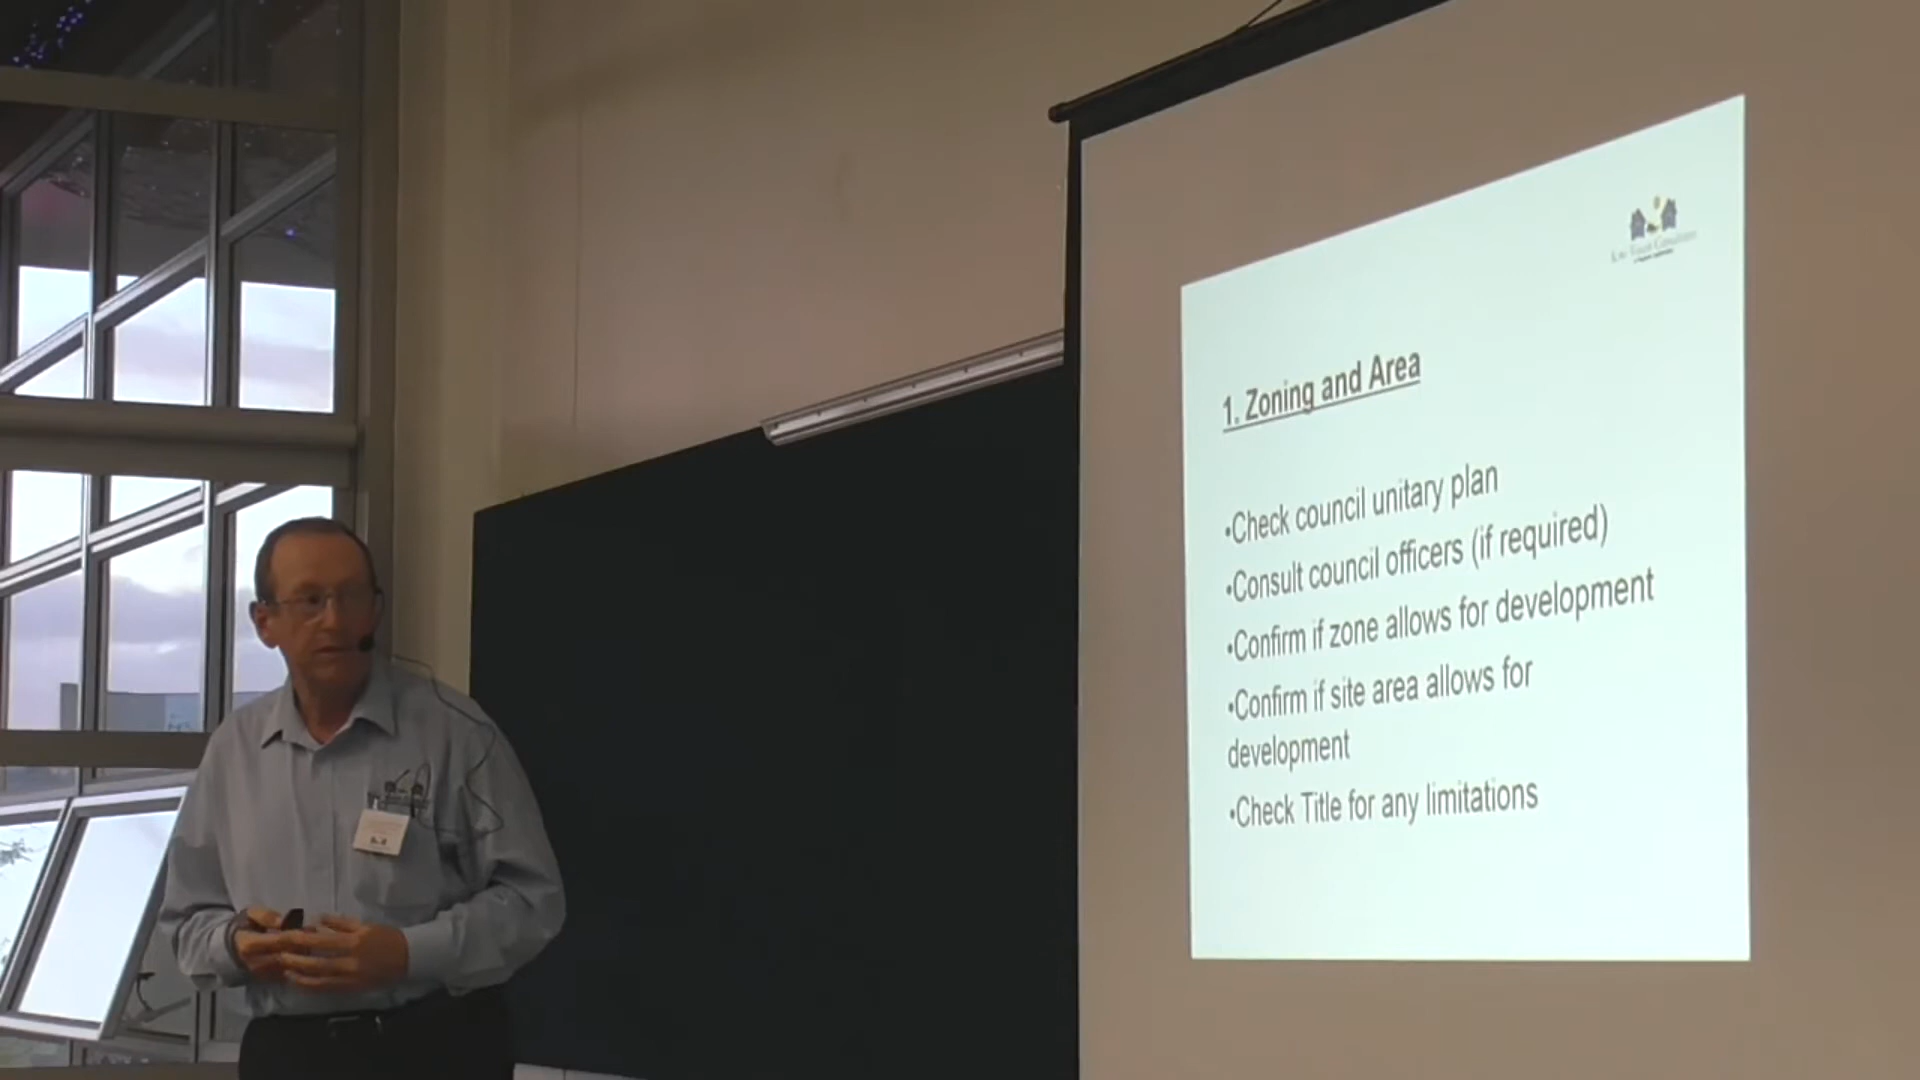 1. Zoning and Area
•Check council unitary plan
•Consult council officers (if required)
•Confirm if zone allows for development
•Confirm if site area allows for
development
•Check Title for any limitations